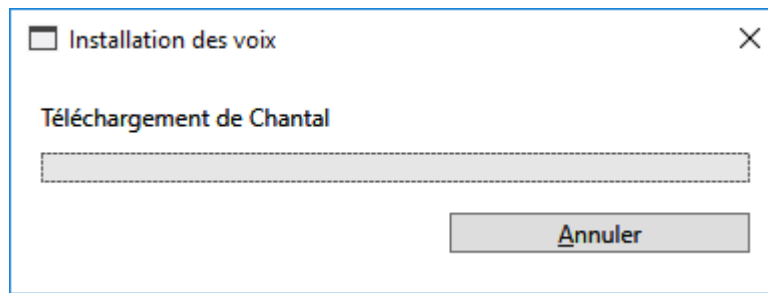 Installation des voix
Téléchargement de Chantal
Annuler